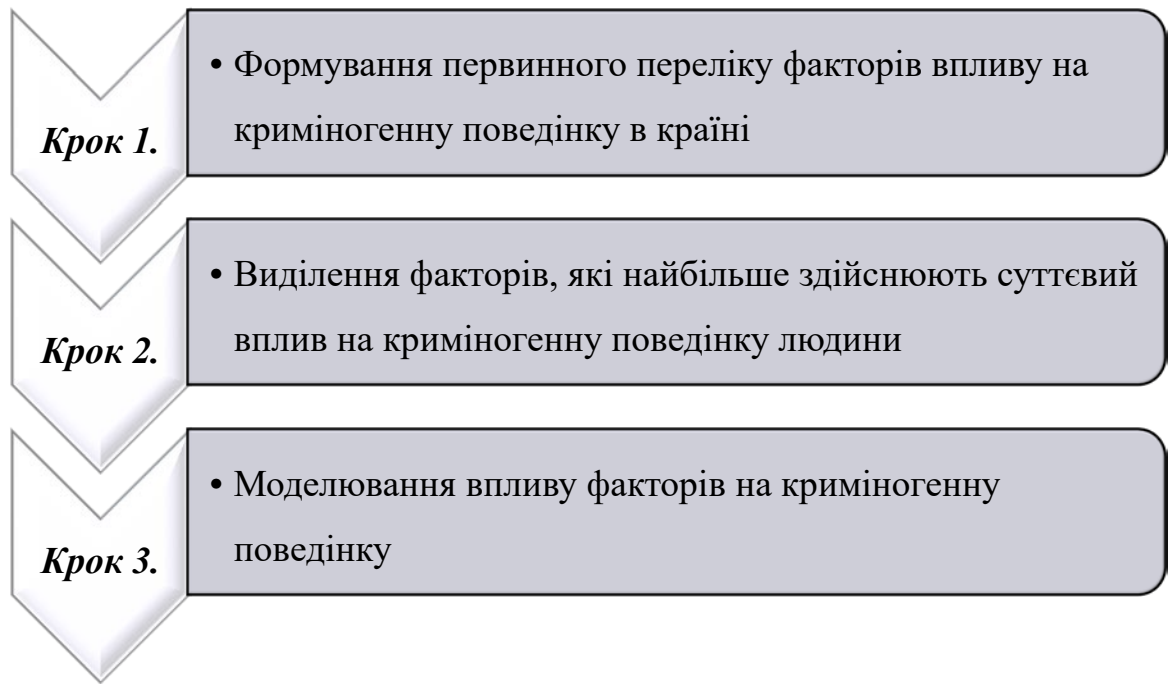 Крок 1.
• Формування первинного переліку факторів впливу на
криміногенну поведінку в країні
Крок 2.
• Виділення факторів, які найбільше здійснюють суттєвий
вплив на криміногенну поведінку людини
Крок 3.
• Моделювання впливу факторів на криміногенну
поведінку